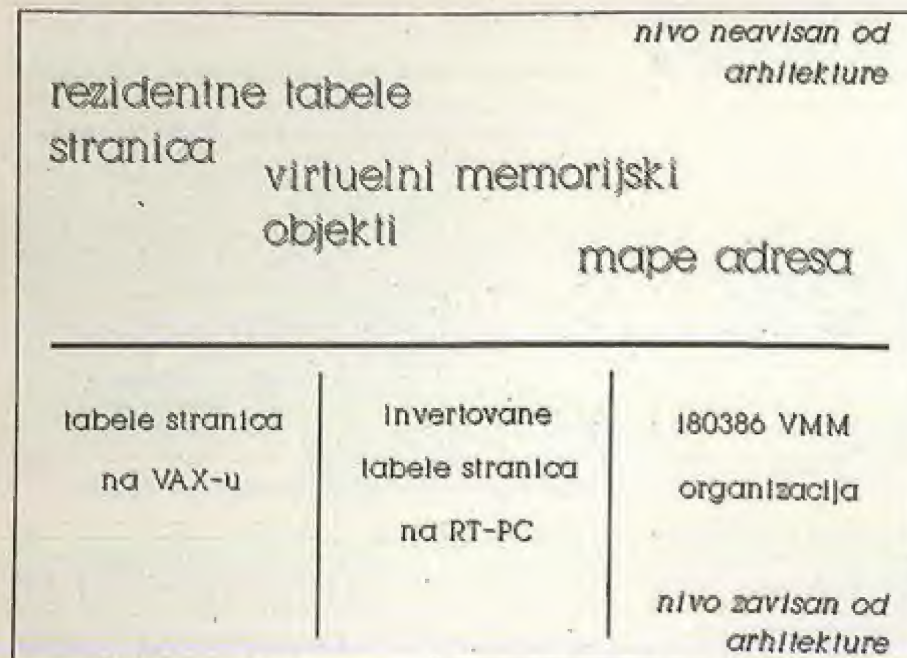 nivo neavisan od
arhitekture
rezidentne tabele
stranica
virtuelni memorijski
objekti
mape adresa
tabele stranica
na VAX-u
invertovane
tabele stranica
na RT-PC
i80386 VMM
organizacija
nivo zavisan od
arhitekture